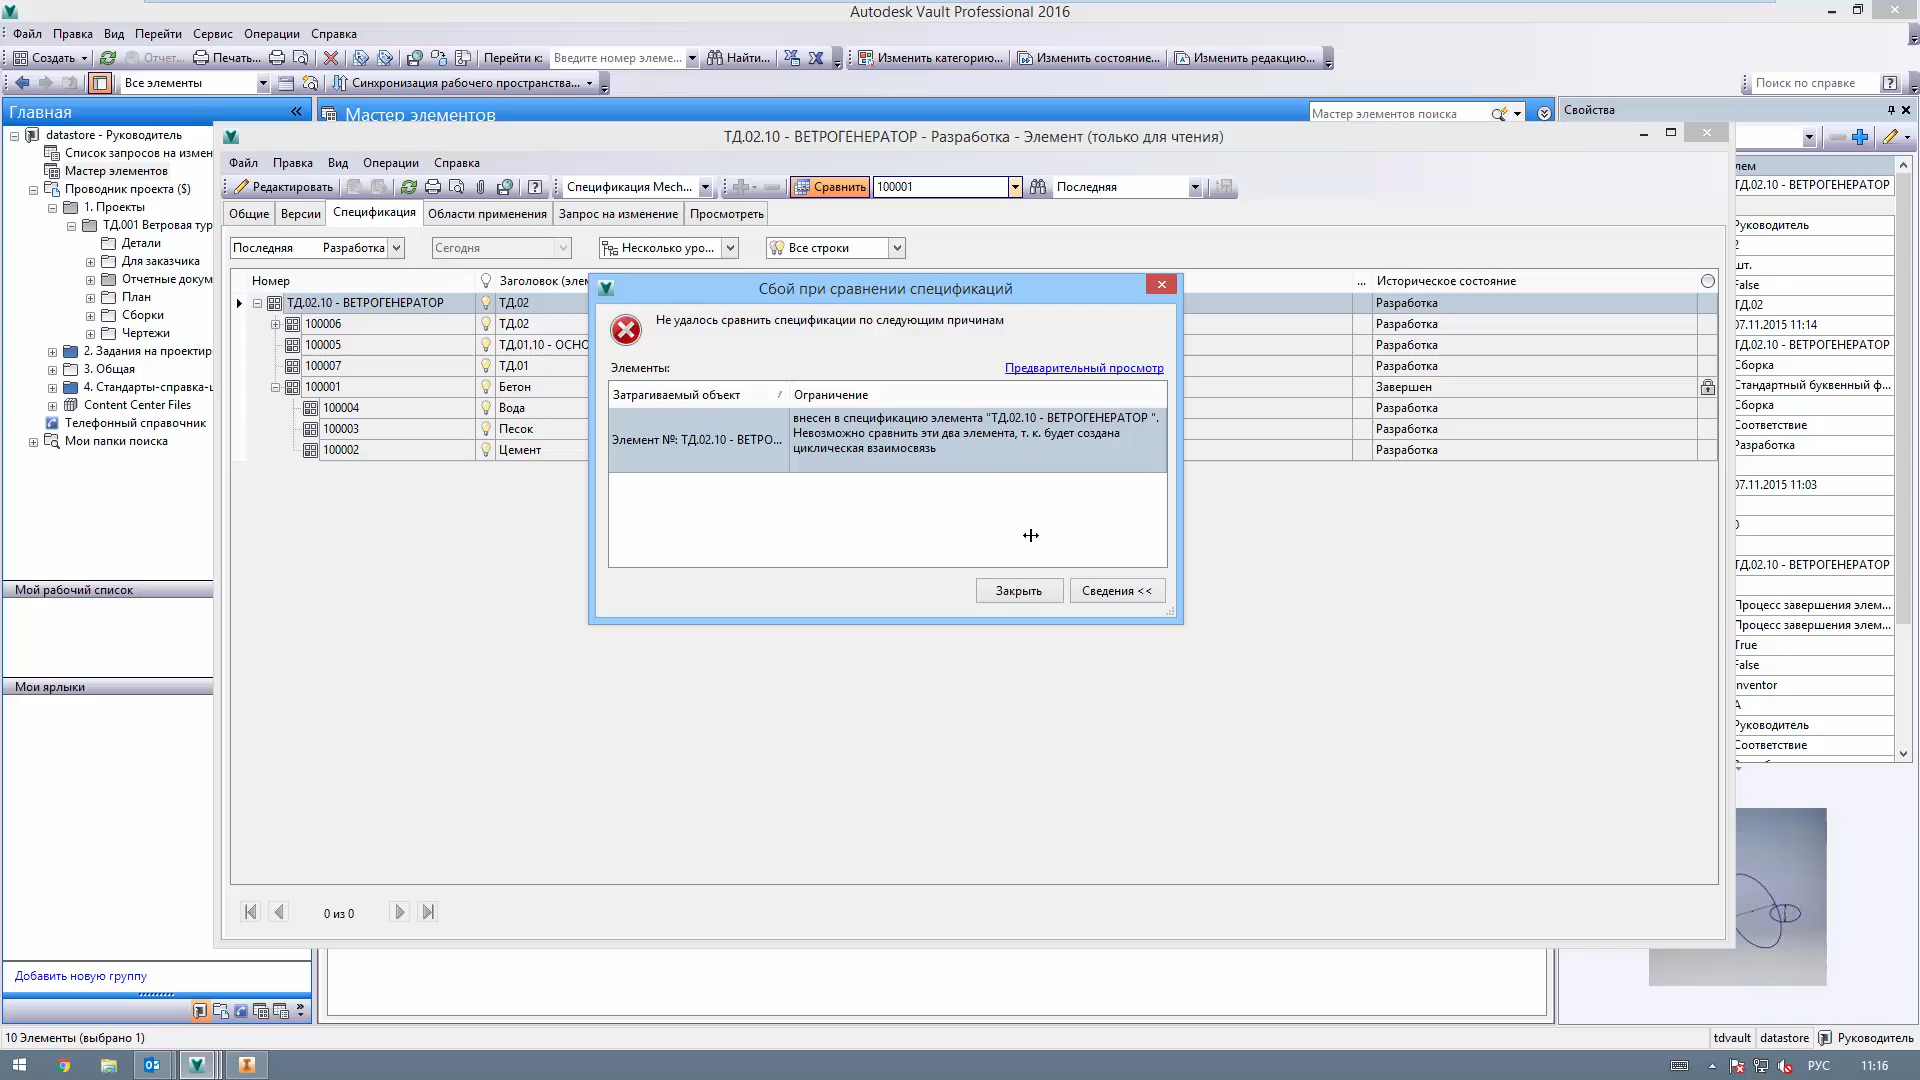 Autodesk Vault Professional 2016
Файл Правка Вид Перейти Сервис Операции Справка
Создать Отчет... Печать... Перейти к: Введите номер элеме... Найти... Изменить категорию... Изменить состояние... Изменить редакцию...
Все элементы Синхронизация рабочего пространства... Поиск по справке
Главная
Мастер элементов
Мастер элементов поиска
Свойства
datastore - Руководитель
Список запросов на измен
Мастер элементов
Проводник проекта ($)
1. Проекты
ТД.001 Ветровая тур
Детали
Для заказчика
Отчетные докум
План
Сборки
Чертежи
2. Задания на проектир
3. Общая
4. Стандарты-справка-ц
Content Center Files
Телефонный справочник
Мои папки поиска
Мой рабочий список
Мои ярлыки
Добавить новую группу
ТД.02.10 - ВЕТРОГЕНЕРАТОР - Разработка - Элемент (только для чтения)
Файл Правка Вид Операции Справка
Редактировать Спецификация Mech... Сравнить 100001 Последняя
Общие Версии Спецификация Области применения Запрос на изменение Просмотреть
Последняя Разработка Сегодня Несколько уро... Все строки
Номер Заголовок (элем ... Историческое состояние
ТД.02.10 - ВЕТРОГЕНЕРАТОР ТД.02 Разработка
100006 ТД.02 Разработка
100005 ТД.01.10 - ОСНО Разработка
100007 ТД.01 Разработка
100001 Бетон Завершен
100004 Вода Разработка
100003 Песок Разработка
100002 Цемент Разработка
0 из 0
Сбой при сравнении спецификаций
Не удалось сравнить спецификации по следующим причинам
Элементы: Предварительный просмотр
Затрагиваемый объект / Ограничение
Элемент №: ТД.02.10 - ВЕТРО...
внесен в спецификацию элемента "ТД.02.10 - ВЕТРОГЕНЕРАТОР ".
Невозможно сравнить эти два элемента, т. к. будет создана
циклическая взаимосвязь
Закрыть Сведения <<
лем
ТД.02.10 - ВЕТРОГЕНЕРАТОР
Руководитель
2
шт.
False
ТД.02
07.11.2015 11:14
ТД.02.10 - ВЕТРОГЕНЕРАТОР
Сборка
Стандартный буквенный ф...
Сборка
Соответствие
Разработка
07.11.2015 11:03
0
ТД.02.10 - ВЕТРОГЕНЕРАТОР
Процесс завершения элем...
Процесс завершения элем...
True
False
Inventor
A
Руководитель
Соответствие
10 Элементы (выбрано 1)
tdvault datastore Руководитель
РУС 11:16